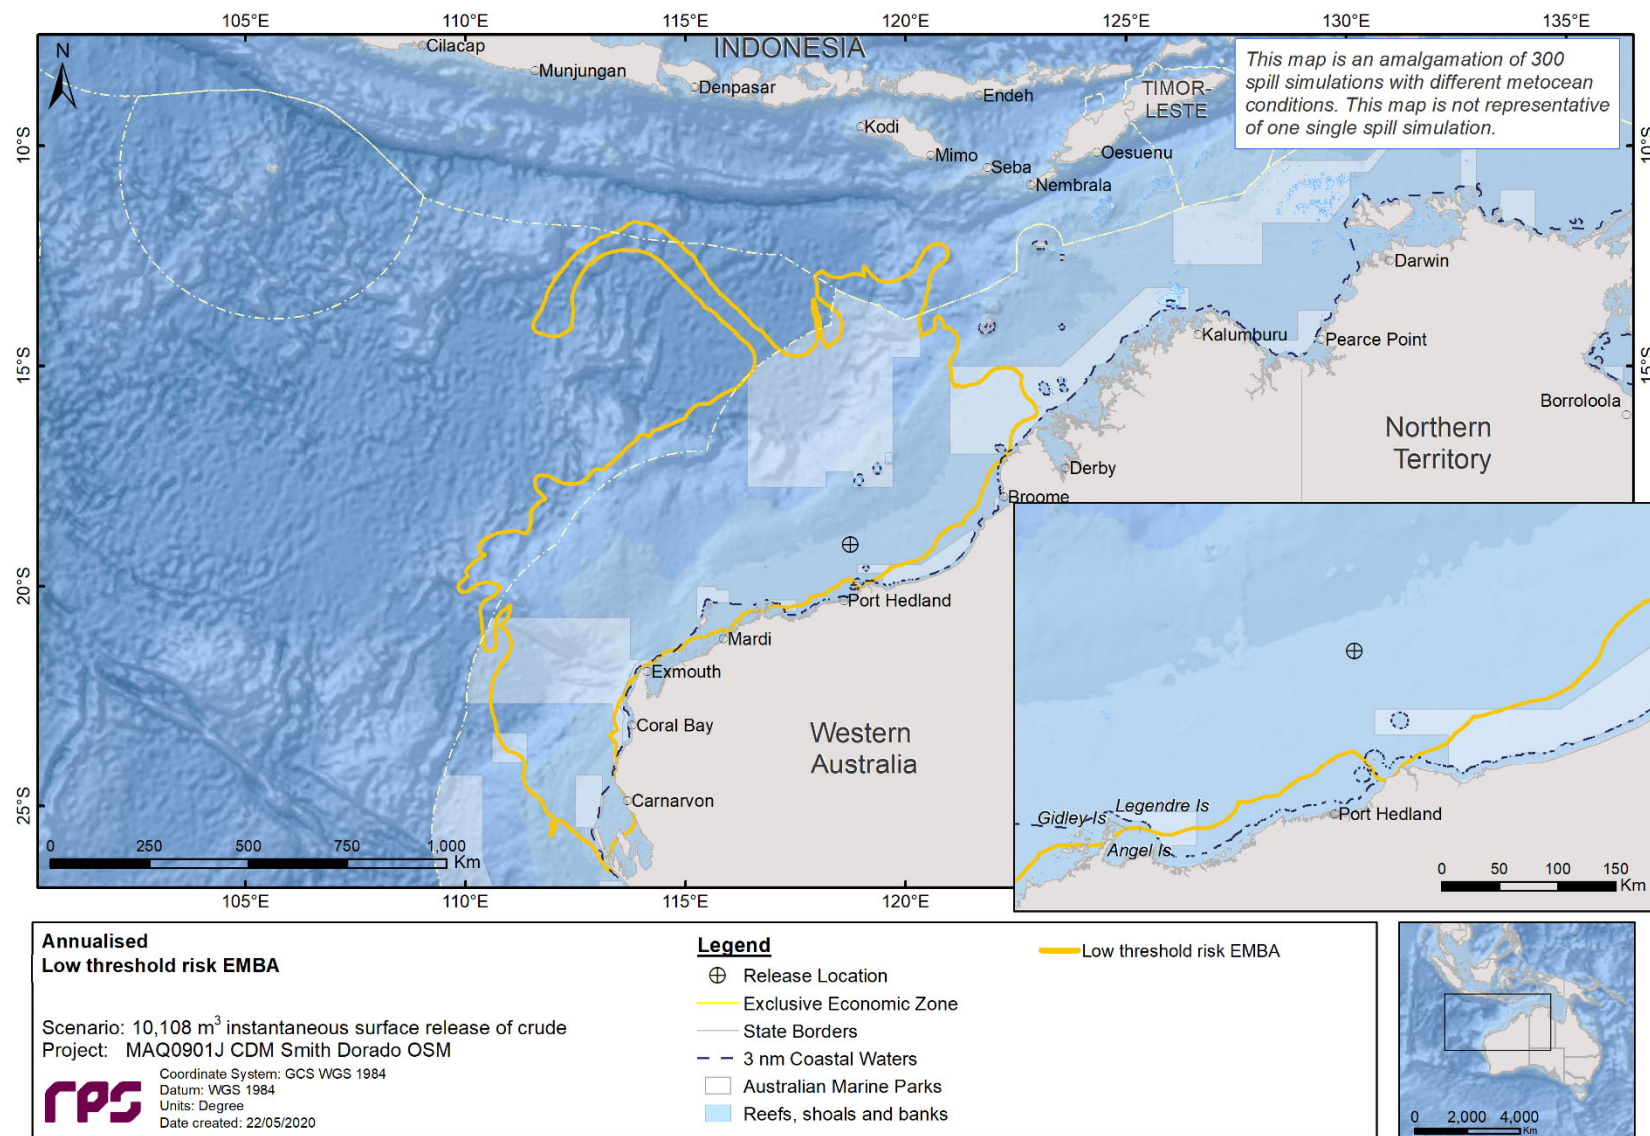 105°E
110°E
115°E
120°E
125°E
130°E
135°E
N
Cilacap
INDONESIA
Munjungan
Denpasar
Endeh
TIMOR-
LESTE
This map is an amalgamation of 300
spill simulations with different metocean
conditions. This map is not representative
of one single spill simulation.
Kodi
Mimo
Seba
Oesuenu
Nembrala
10°S
10°S
Darwin
Kalumburu
Pearce Point
15°S
15°S
Borroloola
Northern
Territory
Derby
Broome
20°S
Port Hedland
Mardi
Exmouth
Coral Bay
Western
Australia
Carnarvon
25°S
0
250
500
750
1,000
Km
Legendre Is
Gidley Is
Angel Is
Port Hedland
0
50
100
150
Km
105°E
110°E
115°E
120°E
Annualised
Low threshold risk EMBA
Scenario: 10,108 m³ instantaneous surface release of crude
Project: MAQ0901J CDM Smith Dorado OSM
rps
Coordinate System: GCS WGS 1984
Datum: WGS 1984
Units: Degree
Date created: 22/05/2020
Legend
Release Location
Exclusive Economic Zone
State Borders
3 nm Coastal Waters
Australian Marine Parks
Reefs, shoals and banks
Low threshold risk EMBA
0
2,000
4,000
Km